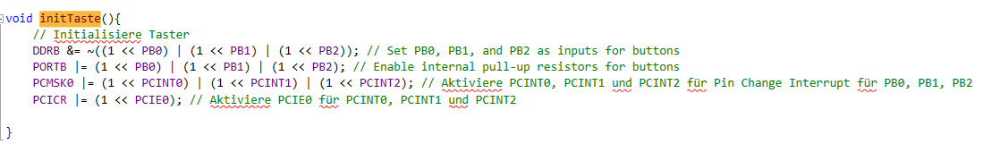 void initTaste(){
// Initialisiere Taster
DDRB &= ~((1 << PB0) | (1 << PB1) | (1 << PB2)); // Set PB0, PB1, and PB2 as inputs for buttons
PORTB |= (1 << PB0) | (1 << PB1) | (1 << PB2); // Enable internal pull-up resistors for buttons
PCMSK0 |= (1 << PCINT0) | (1 << PCINT1) | (1 << PCINT2); // Aktiviere PCINT0, PCINT1 und PCINT2 für Pin Change Interrupt für PB0, PB1, PB2
PCICR |= (1 << PCIE0); // Aktiviere PCIE0 für PCINT0, PCINT1 und PCINT2
}